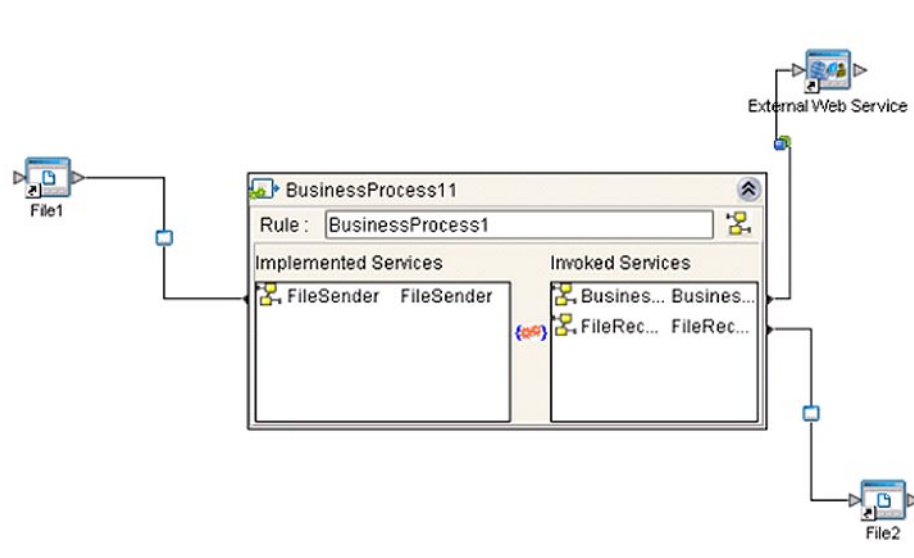 External Web Service
File1
BusinessProcess11
Rule : BusinessProcess1
Implemented Services
Invoked Services
FileSender FileSender
Busines... Busines...
FileRec... FileRec...
File2